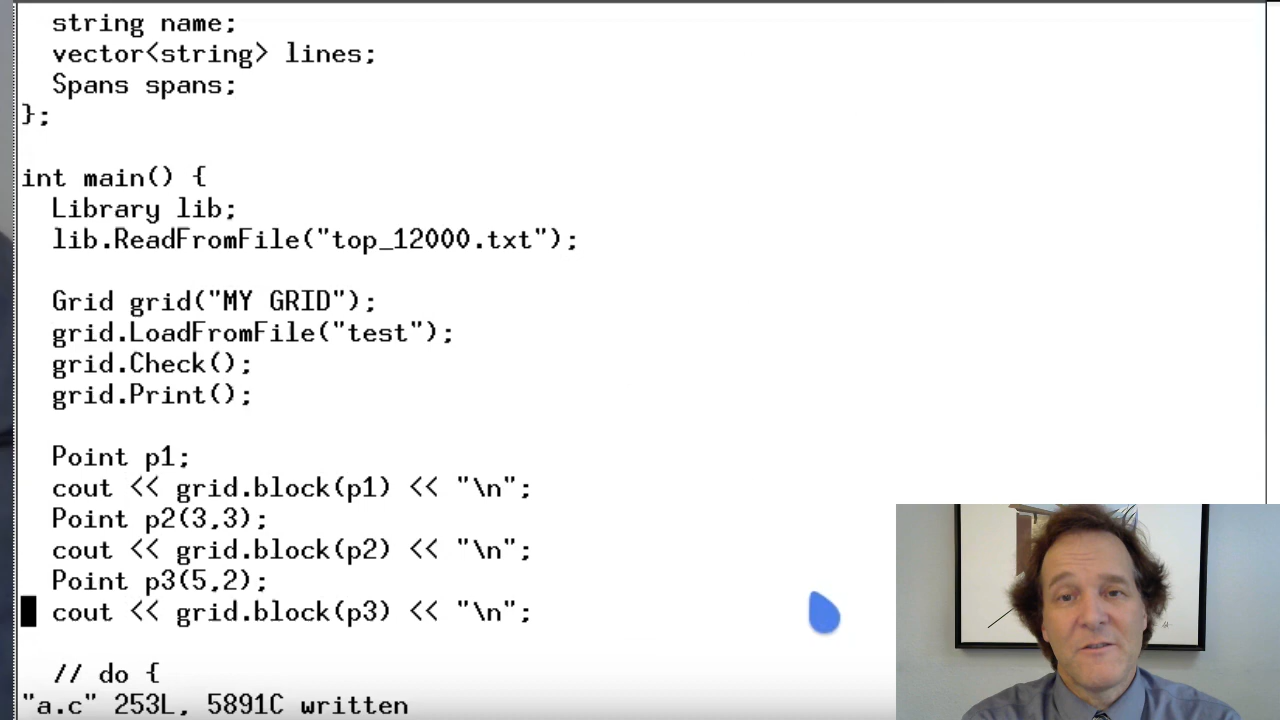 string name;
vector<string> lines;
Spans spans;
};
int main() {
Library lib;
lib.ReadFromFile("top_12000.txt");
Grid grid("MY GRID");
grid.LoadFromFile("test");
grid.Check();
grid.Print();
Point p1;
cout << grid.block(p1) << "\n";
Point p2(3,3);
cout << grid.block(p2) << "\n";
Point p3(5,2);
cout << grid.block(p3) << "\n";
// do {
"a.c" 253L, 5891C written